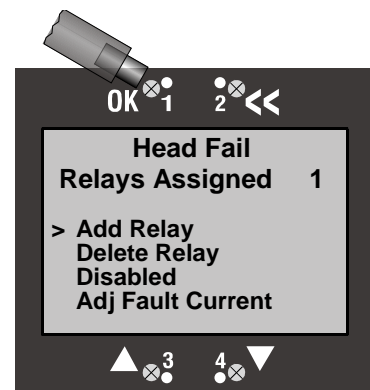 OK 1 2 <<
Head Fail
Relays Assigned 1
> Add Relay
Delete Relay
Disabled
Adj Fault Current
3 4